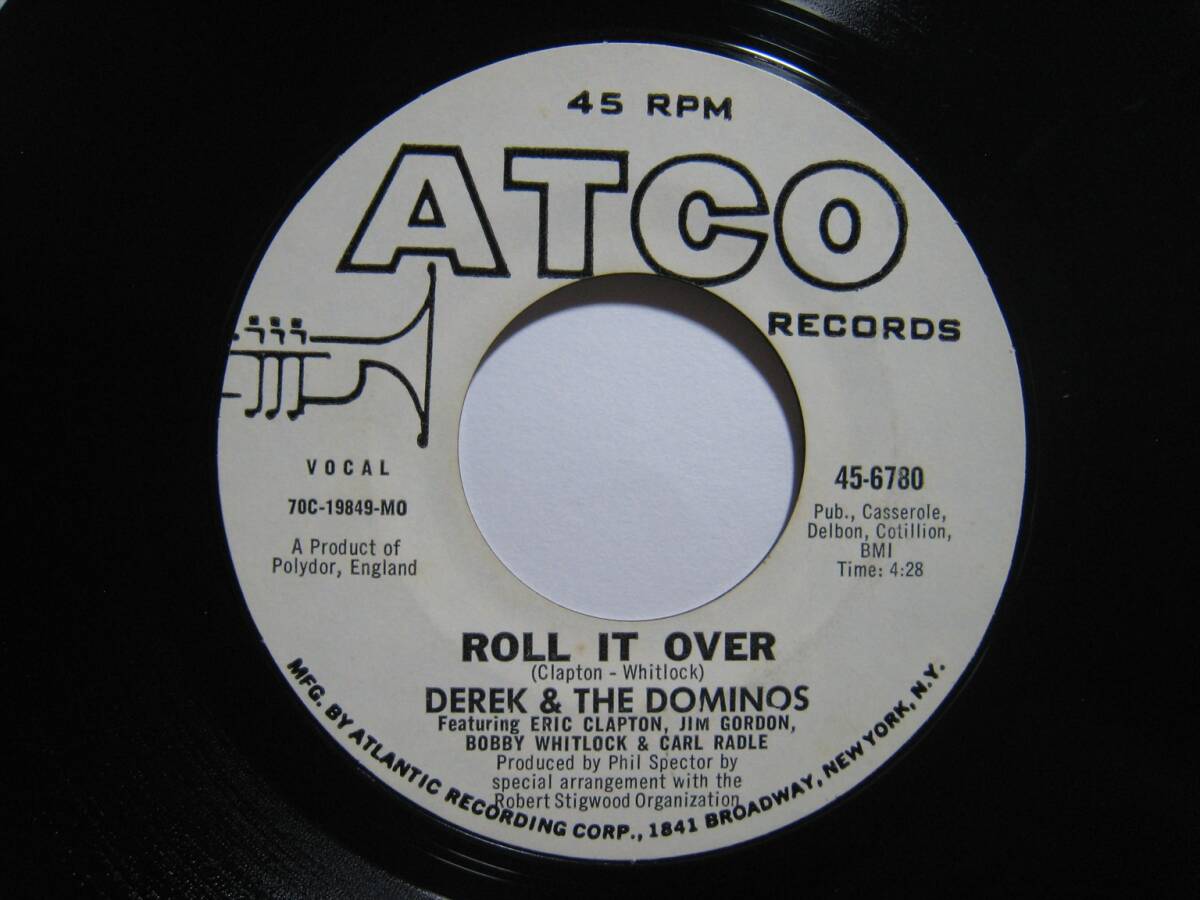 45 RPM
ATCO
RECORDS
VOCAL
70C-19849-MO
A Product of
Polydor, England
45-6780
Pub., Casserole,
Delbon, Cotillion,
BMI
Time: 4:28
ROLL IT OVER
(Clapton - Whitlock)
DEREK & THE DOMINOS
Featuring ERIC CLAPTON, JIM GORDON,
BOBBY WHITLOCK & CARL RADLE
Produced by Phil Spector by
special arrangement with the
Robert Stigwood Organization
MFG. BY ATLANTIC RECORDING CORP., 1841 BROADWAY, NEW YORK, N.Y.